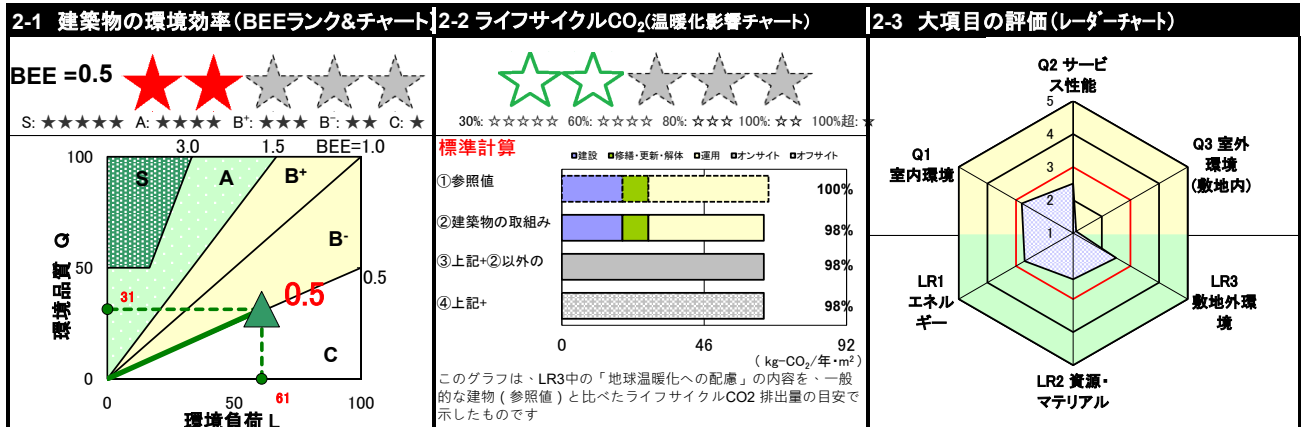 2-1 建築物の環境効率(BEEランク&チャート)
BEE =0.5
S: ★★★★★ A: ★★★★ B⁺: ★★★ B⁻: ★★ C: ★
3.0 1.5 BEE=1.0
100
S A B⁺
B⁻
50
0.5
0.5
31
C
環境品質 Q
0
0 50 61 100
環境負荷 L
2-2 ライフサイクルCO₂(温暖化影響チャート)
30%: ☆☆☆☆☆ 60%: ☆☆☆☆ 80%: ☆☆☆ 100%: ☆☆ 100%超: ★
標準計算
建設 修繕・更新・解体 運用 オンサイト オフサイト
①参照値 100%
②建築物の取組み 98%
③上記+②以外の 98%
④上記+ 98%
0 46 92
( kg-CO₂/年・m²)
このグラフは、LR3中の「地球温暖化への配慮」の内容を、一般
的な建物(参照値)と比べたライフサイクルCO2 排出量の目安で
示したものです
2-3 大項目の評価(レーダーチャート)
Q2 サービ
ス性能
5
4
3
2
1
Q1
室内環境
Q3 室外
環境
(敷地内)
LR1
エネル
ギー
LR3
敷地外環
境
LR2 資源・
マテリアル